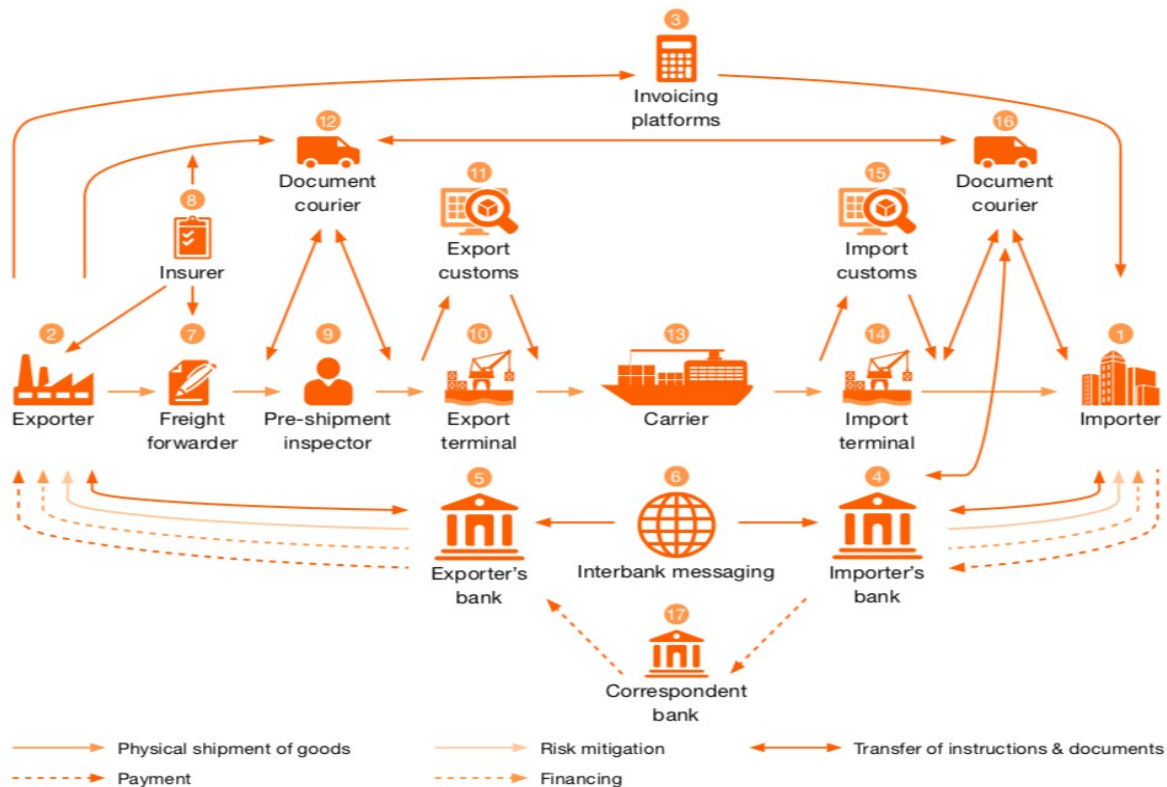 3
Invoicing
platforms
12
Document
courier
16
Document
courier
11
Export
customs
15
Import
customs
8
Insurer
2
Exporter
7
Freight
forwarder
9
Pre-shipment
inspector
10
Export
terminal
13
Carrier
14
Import
terminal
1
Importer
5
Exporter's
bank
6
Interbank messaging
4
Importer's
bank
17
Correspondent
bank
Physical shipment of goods
Risk mitigation
Transfer of instructions & documents
Payment
Financing